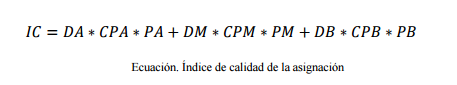 IC = DA ∗ CPA ∗ PA + DM ∗ CPM ∗ PM + DB ∗ CPB ∗ PB
Ecuación. Índice de calidad de la asignación